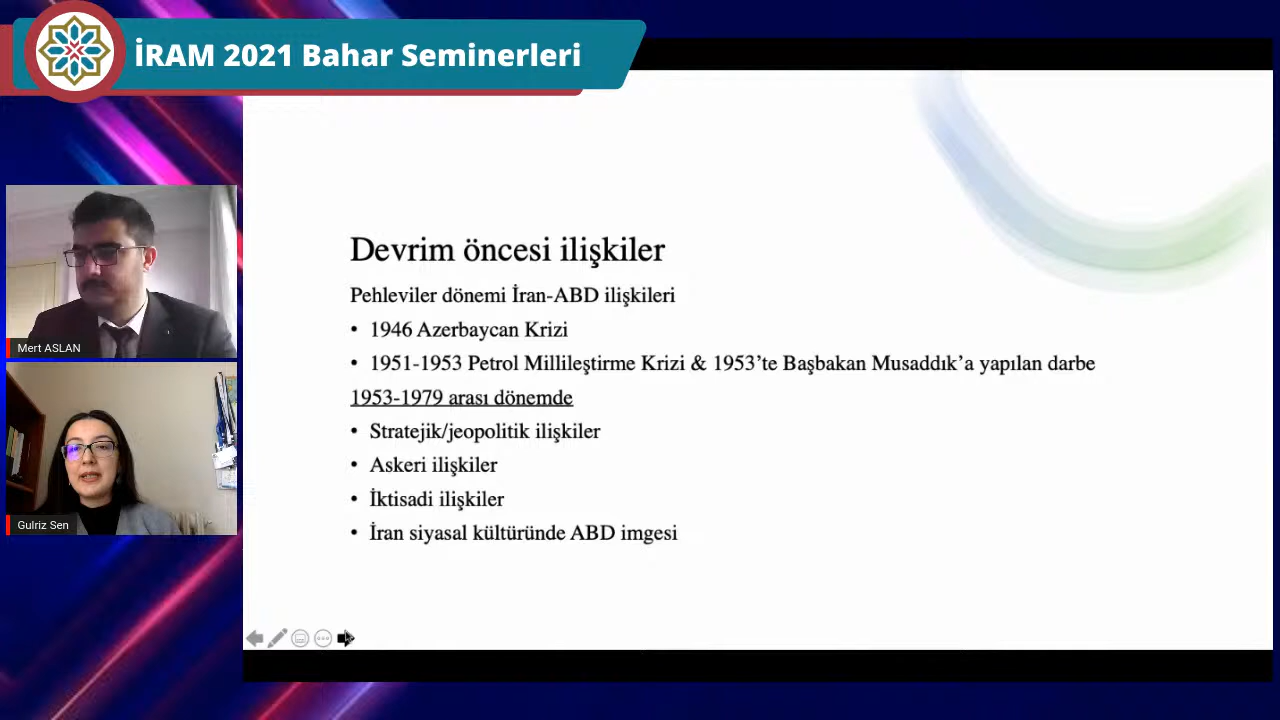 İRAM 2021 Bahar Seminerleri
Mert ASLAN
Gulriz Sen
Devrim öncesi ilişkiler
Pehleviler dönemi İran-ABD ilişkileri
• 1946 Azerbaycan Krizi
• 1951-1953 Petrol Millileştirme Krizi & 1953’te Başbakan Musaddık’a yapılan darbe
1953-1979 arası dönemde
• Stratejik/jeopolitik ilişkiler
• Askeri ilişkiler
• İktisadi ilişkiler
• İran siyasal kültüründe ABD imgesi